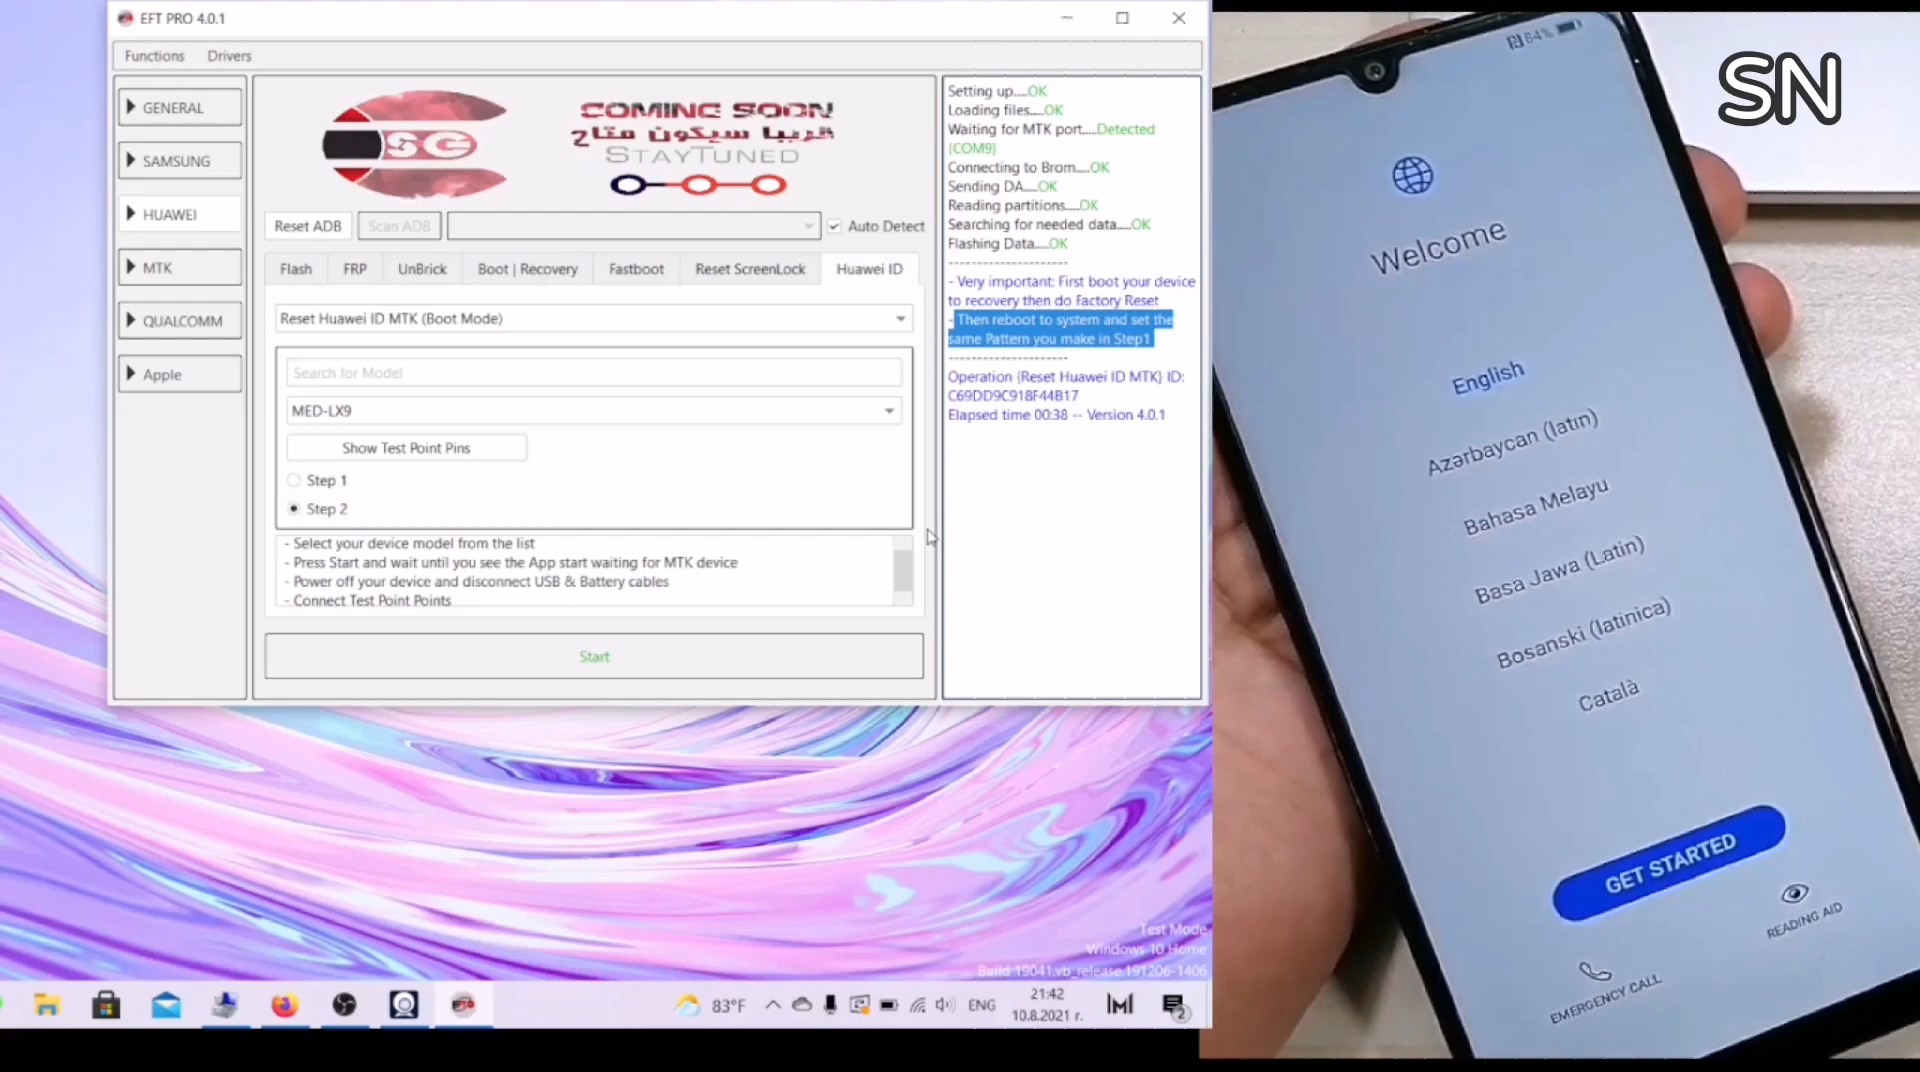 EFT PRO 4.0.1
Functions Drivers
GENERAL
SAMSUNG
HUAWEI
MTK
QUALCOMM
Apple
SG
COMING SOON
قريبا سيكون متاح
STAYTUNED
Reset ADB Scan ADB Auto Detect
Flash FRP UnBrick Boot | Recovery Fastboot Reset ScreenLock Huawei ID
Reset Huawei ID MTK (Boot Mode)
Search for Model
MED-LX9
Show Test Point Pins
Step 1
Step 2
- Select your device model from the list
- Press Start and wait until you see the App start waiting for MTK device
- Power off your device and disconnect USB & Battery cables
- Connect Test Point Points
Start
Setting up....OK
Loading files....OK
Waiting for MTK port....Detected
(COM9)
Connecting to Brom....OK
Sending DA....OK
Reading partitions....OK
Searching for needed data....OK
Flashing Data....OK
---------------------
- Very important: First boot your device
to recovery then do Factory Reset
- Then reboot to system and set the
same Pattern you make in Step1
---------------------
Operation (Reset Huawei ID MTK) ID:
C69DD9C918F44B17
Elapsed time 00:38 -- Version 4.0.1
Test Mode
Windows 10 Home
Build 19041.vb_release.191206-1406
83°F ENG 21:42
10.8.2021 г.
2
SN
84%
Welcome
English
Azərbaycan (latın)
Bahasa Melayu
Basa Jawa (Latin)
Bosanski (latinica)
Català
GET STARTED
READING AID
EMERGENCY CALL